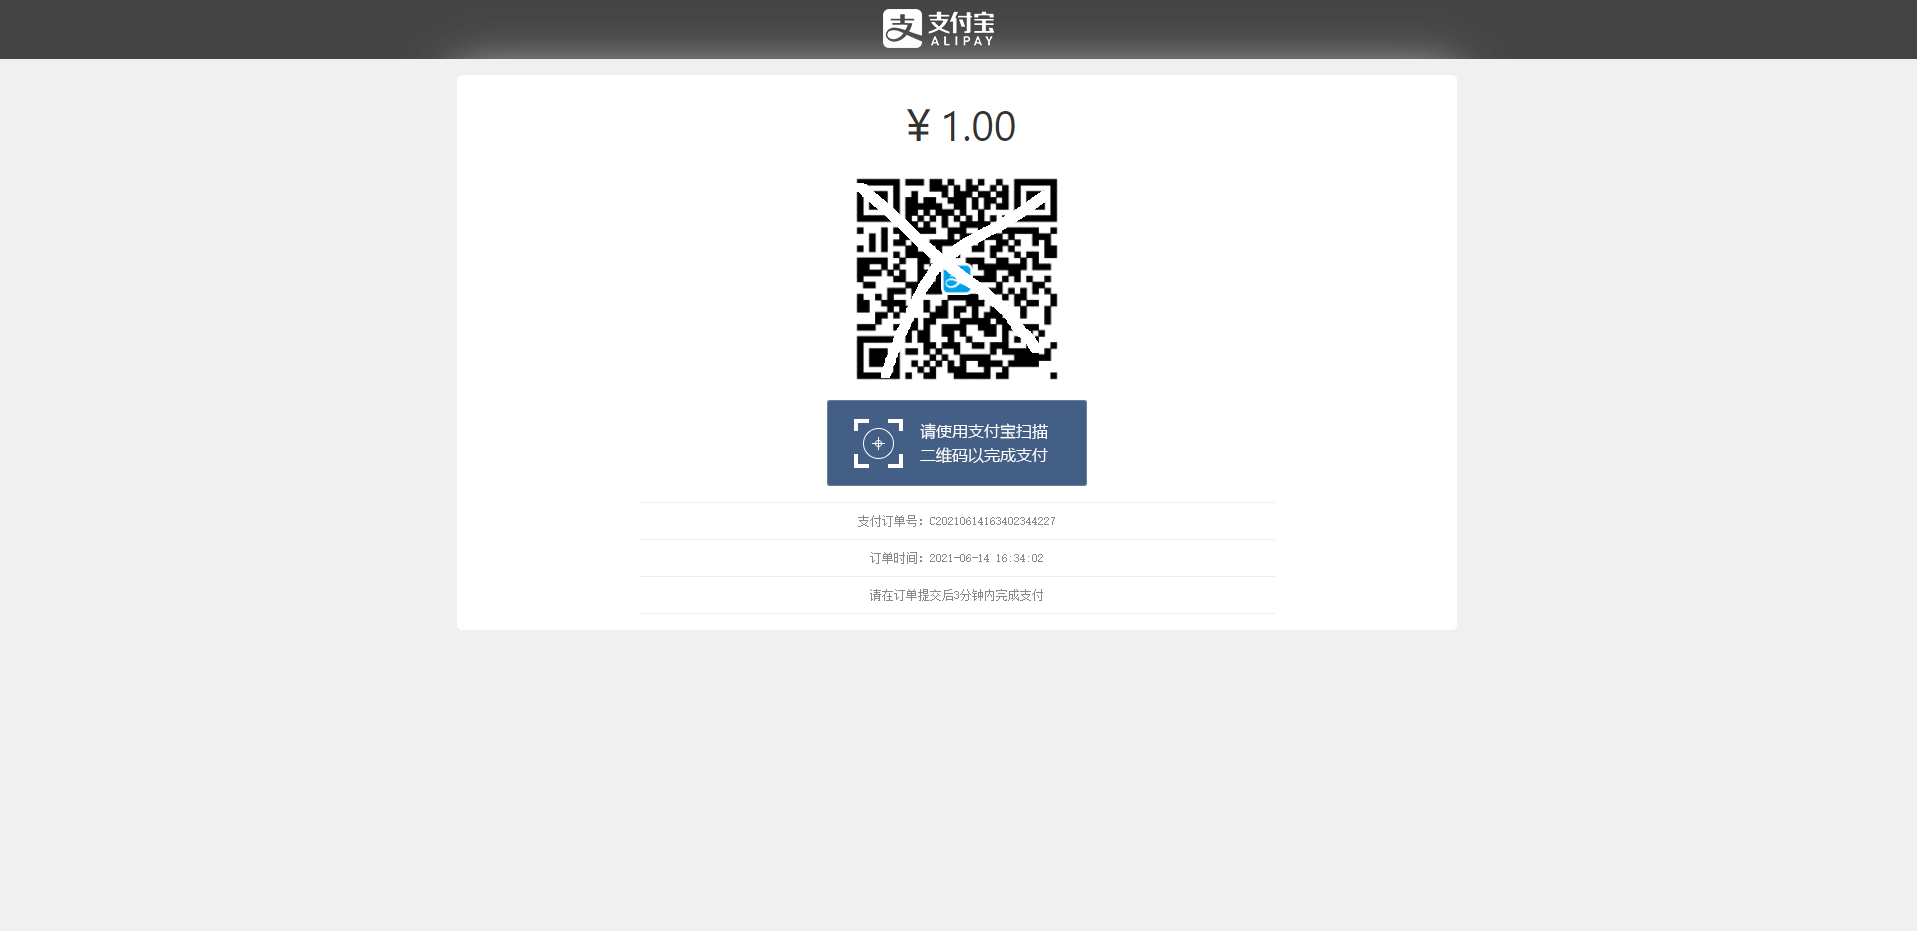 支付宝
ALIPAY
¥ 1.00
请使用支付宝扫描
二维码以完成支付
支付订单号：C20210614163402344227
订单时间：2021-06-14 16:34:02
请在订单提交后3分钟内完成支付